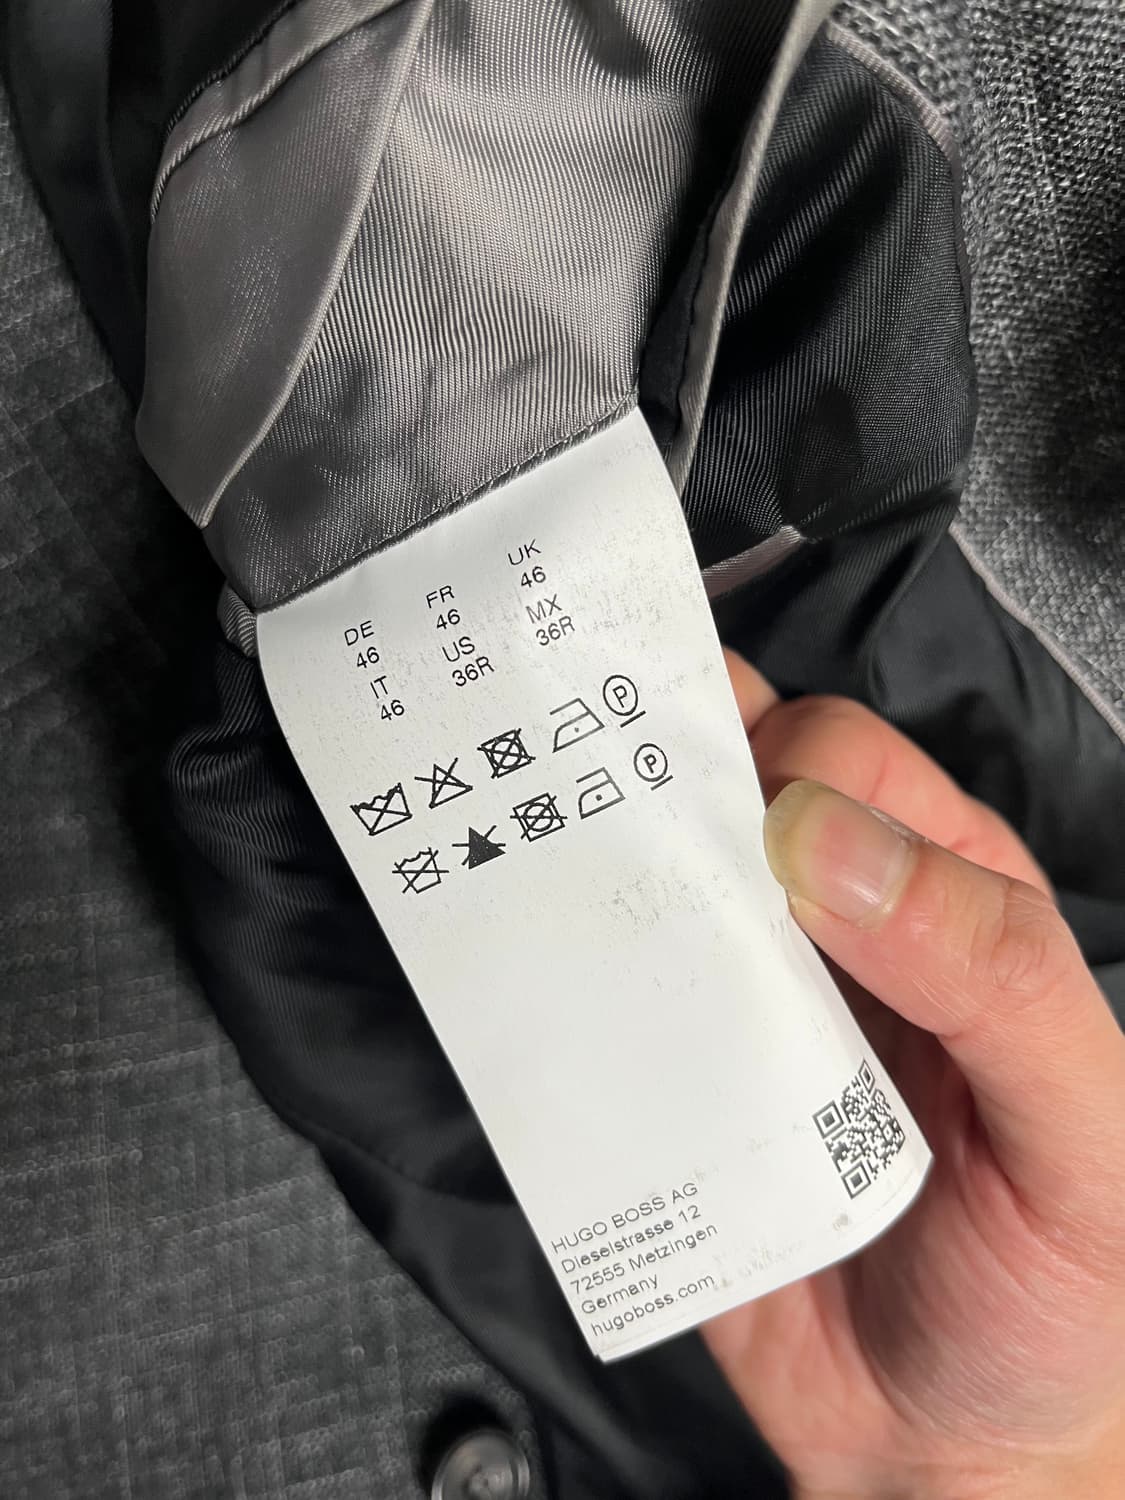 DE
46
FR
46
UK
46
IT
46
US
36R
MX
36R
P
P
HUGO BOSS AG
Dieselstrasse 12
72555 Metzingen
Germany
hugoboss.com